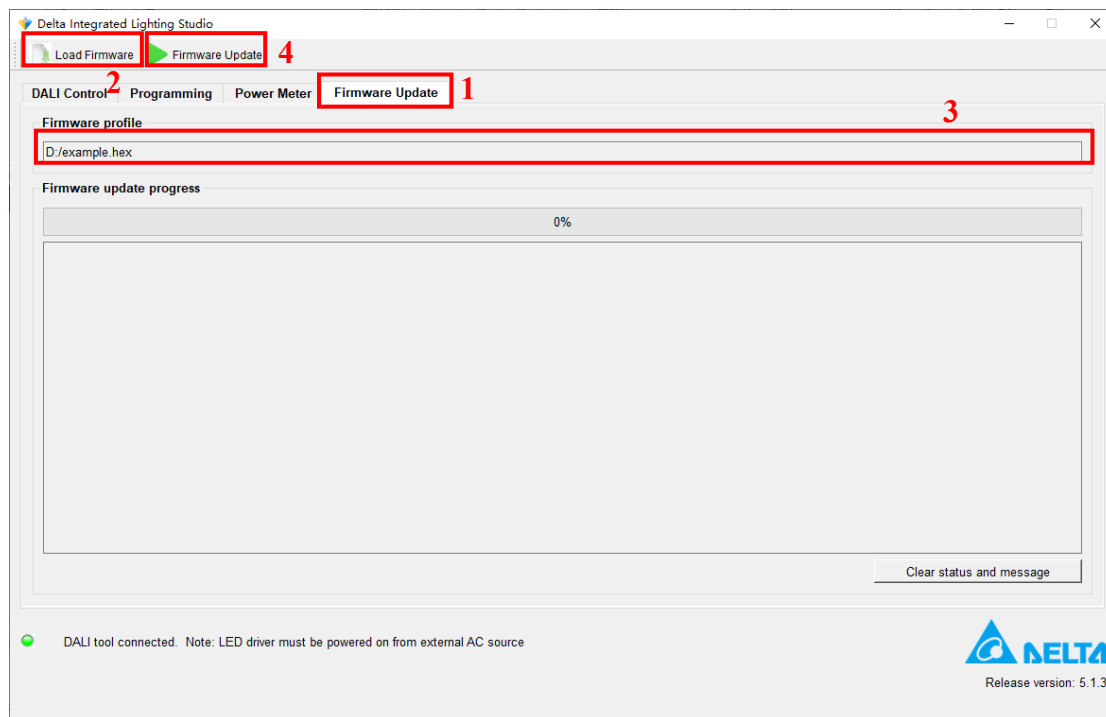 Delta Integrated Lighting Studio
Load Firmware Firmware Update 4
2
DALI Control Programming Power Meter Firmware Update 1
3
Firmware profile
D:/example.hex
Firmware update progress
0%
Clear status and message
DALI tool connected. Note: LED driver must be powered on from external AC source
DELTA
Release version: 5.1.3